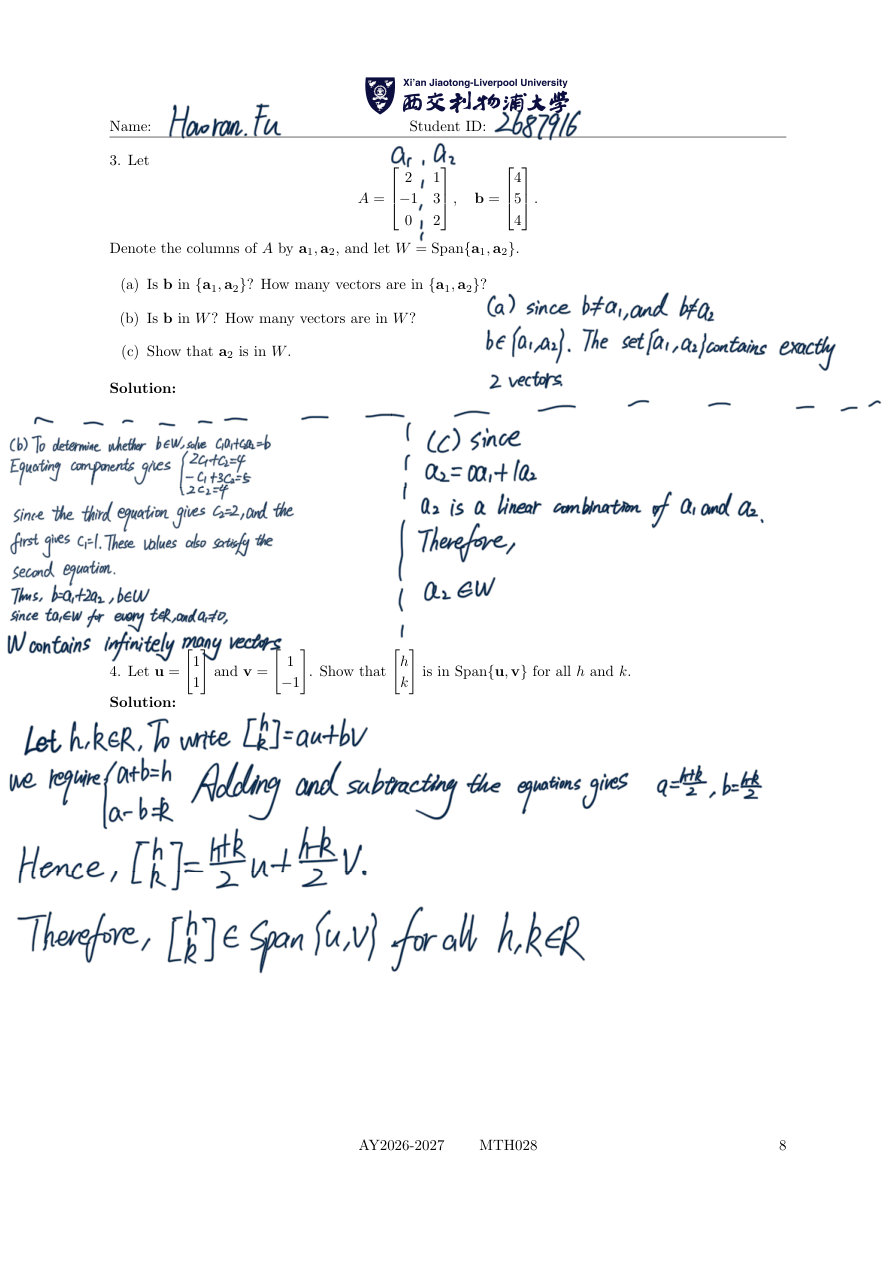 Xi'an Jiaotong-Liverpool University
西交利物浦大學
Name: Haoran.Fu Student ID: 2687916
3. Let
a₁, a₂
A = [2 1; −1 3; 0 2], b = [4; 5; 4].
Denote the columns of A by a₁, a₂, and let W = Span{a₁, a₂}.
(a) Is b in {a₁, a₂}? How many vectors are in {a₁, a₂}?
(b) Is b in W? How many vectors are in W?
(c) Show that a₂ is in W.
(a) since b≠a₁, and b≠a₂
b∈{a₁,a₂}. The set{a₁,a₂}contains exactly
2 vectors.
Solution:
(b) To determine whether b∈W, solve c₁a₁+c₂a₂=b
Equating components gives { 2c₁+c₂=4
-c₁+3c₂=5
2c₂=4
since the third equation gives c₂=2, and the
first gives c₁=1. These values also satisfy the
second equation.
Thus, b=a₁+2a₂, b∈W
since ta₁∈W for every t∈R, and a₁≠0,
W contains infinitely many vectors
(C) since
a₂=0a₁+1a₂
a₂ is a linear combination of a₁ and a₂.
Therefore,
a₂∈W
4. Let u = [1; 1] and v = [1; −1]. Show that [h; k] is in Span{u, v} for all h and k.
Solution:
Let h,k∈R, To write [h; k]=au+bv
we require { a+b=h
a-b=k
Adding and subtracting the equations gives a=(h+k)/2, b=(h-k)/2
Hence, [h; k]=(h+k)/2 u+(h-k)/2 v.
Therefore, [h; k]∈Span{u,v} for all h,k∈R
AY2026-2027 MTH028 8